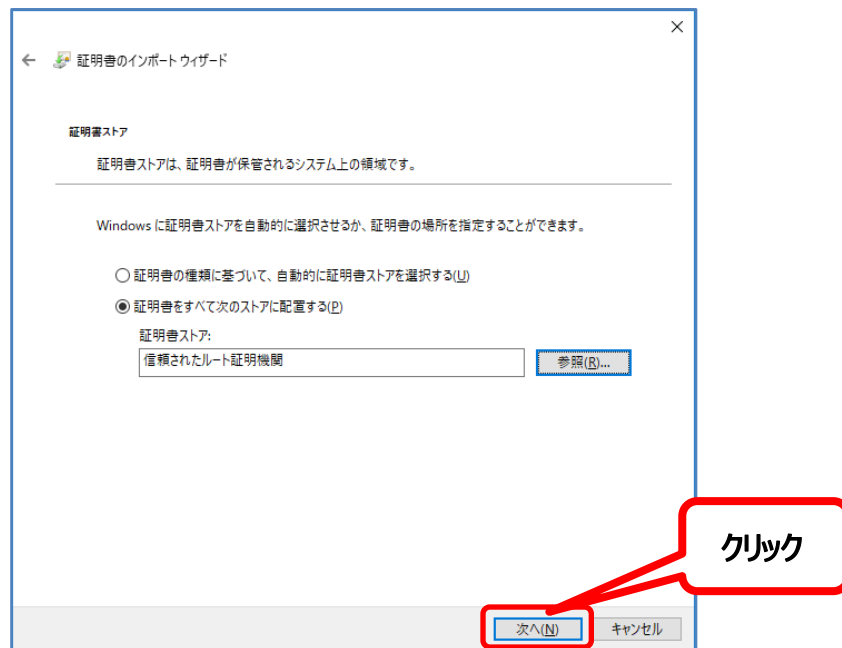 証明書のインポート ウィザード
証明書ストア
証明書ストアは、証明書が保管されるシステム上の領域です。
Windows に証明書ストアを自動的に選択させるか、証明書の場所を指定することができます。
証明書の種類に基づいて、自動的に証明書ストアを選択する(U)
証明書をすべて次のストアに配置する(P)
証明書ストア:
信頼されたルート証明機関
参照(R)...
クリック
次へ(N)
キャンセル